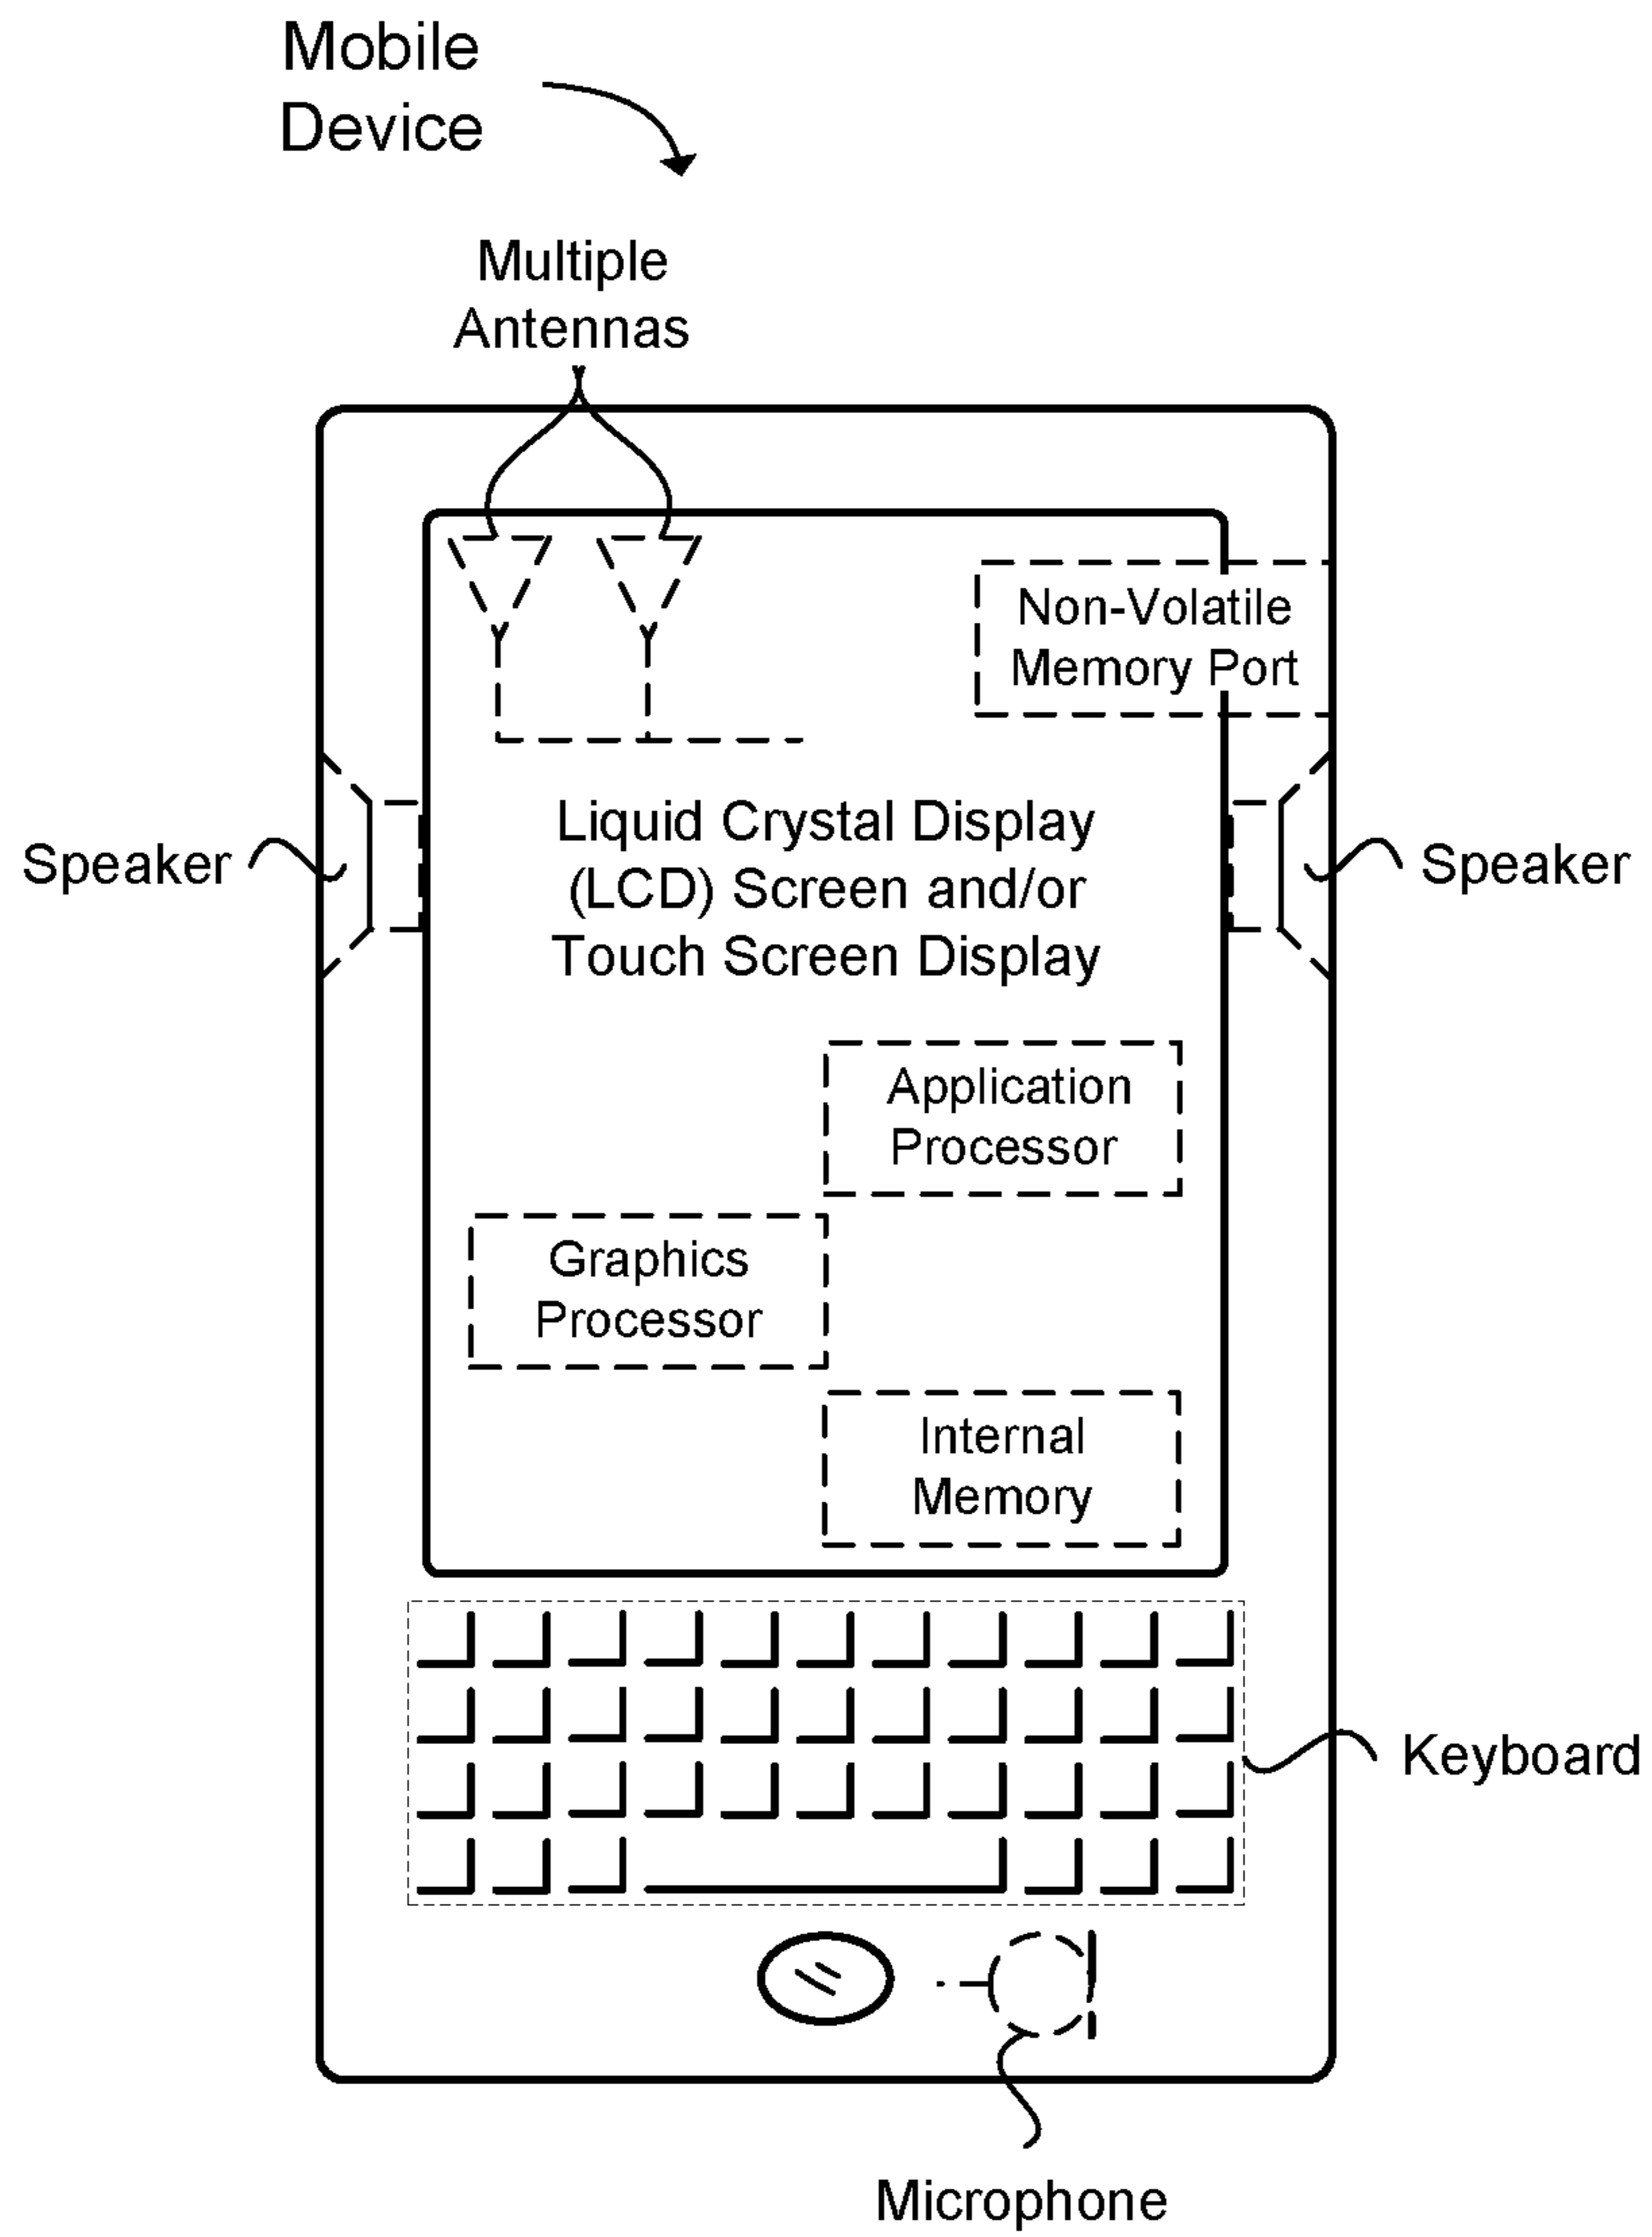 Mobile
Device
Multiple
Antennas
Non-Volatile
Memory Port
Liquid Crystal Display
(LCD) Screen and/or
Touch Screen Display
Speaker
Speaker
Application
Processor
Graphics
Processor
Internal
Memory
Keyboard
Microphone